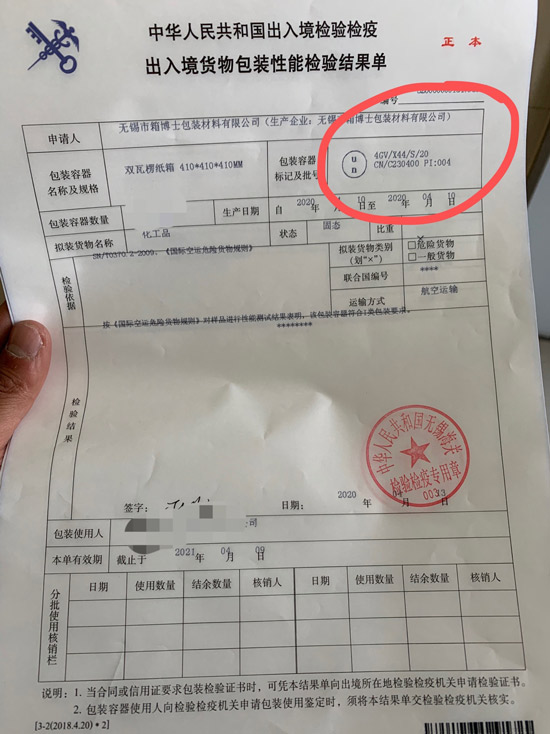 中华人民共和国出入境检验检疫
出入境货物包装性能检验结果单
正本
编号
申请人
无锡市箱博士包装材料有限公司(生产企业:无锡市箱博士包装材料有限公司)
包装容器
名称及规格
双瓦楞纸箱 410*410*410MM
包装容器
标记及批号
un
4GV/X44/S/20
CN/C230400 PI:004
包装容器数量
生产日期
自 2020 年 月 10 日至 2020 年 04 月 10 日
拟装货物名称
化工品
状态
固态
比重
检验依据
SN/T0370.2-2009、《国际空运危险货物规则》
拟装货物类别
(划“×”)
□危险货物
□一般货物
联合国编号
****
运输方式
航空运输
检验结果
按《国际空运危险货物规则》对样品进行性能测试结果表明,该包装容器符合I类包装要求。
********
中华人民共和国无锡海关
检验检疫专用章
签字:
日期:
2020 年 月 日
包装使用人
公司
本单有效期
截止于 2021 年 04 月 09 日
分批使用核销栏
日期 使用数量 结余数量 核销人 日期 使用数量 结余数量 核销人
说明:1. 当合同或信用证要求包装检验证书时,可凭本结果单向出境所在地检验检疫机关申请检验证书。
2. 包装容器使用人向检验检疫机关申请包装使用鉴定时,须将本结果单交检验检疫机关核实。
[3-2(2018.4.20)•2]